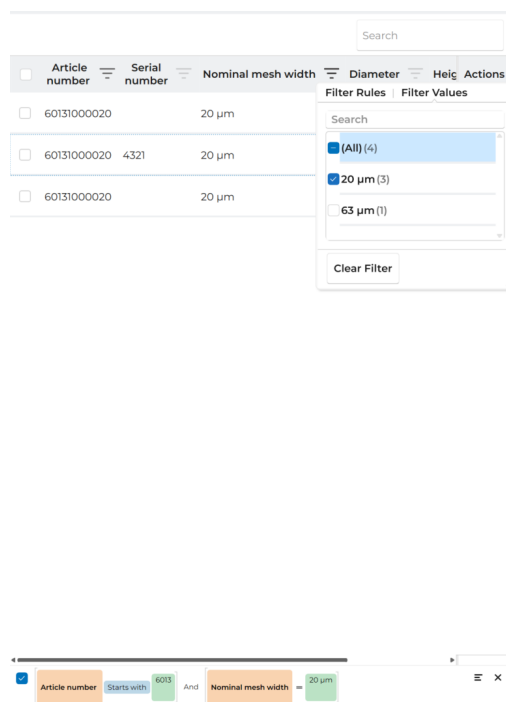 Search
Article number Serial number Nominal mesh width Diameter Heig Actions
Filter Rules | Filter Values
60131000020 20 µm
Search
60131000020 4321 20 µm
(All) (4)
20 µm (3)
60131000020 20 µm
63 µm (1)
Clear Filter
Article number Starts with 6013 And Nominal mesh width = 20 µm